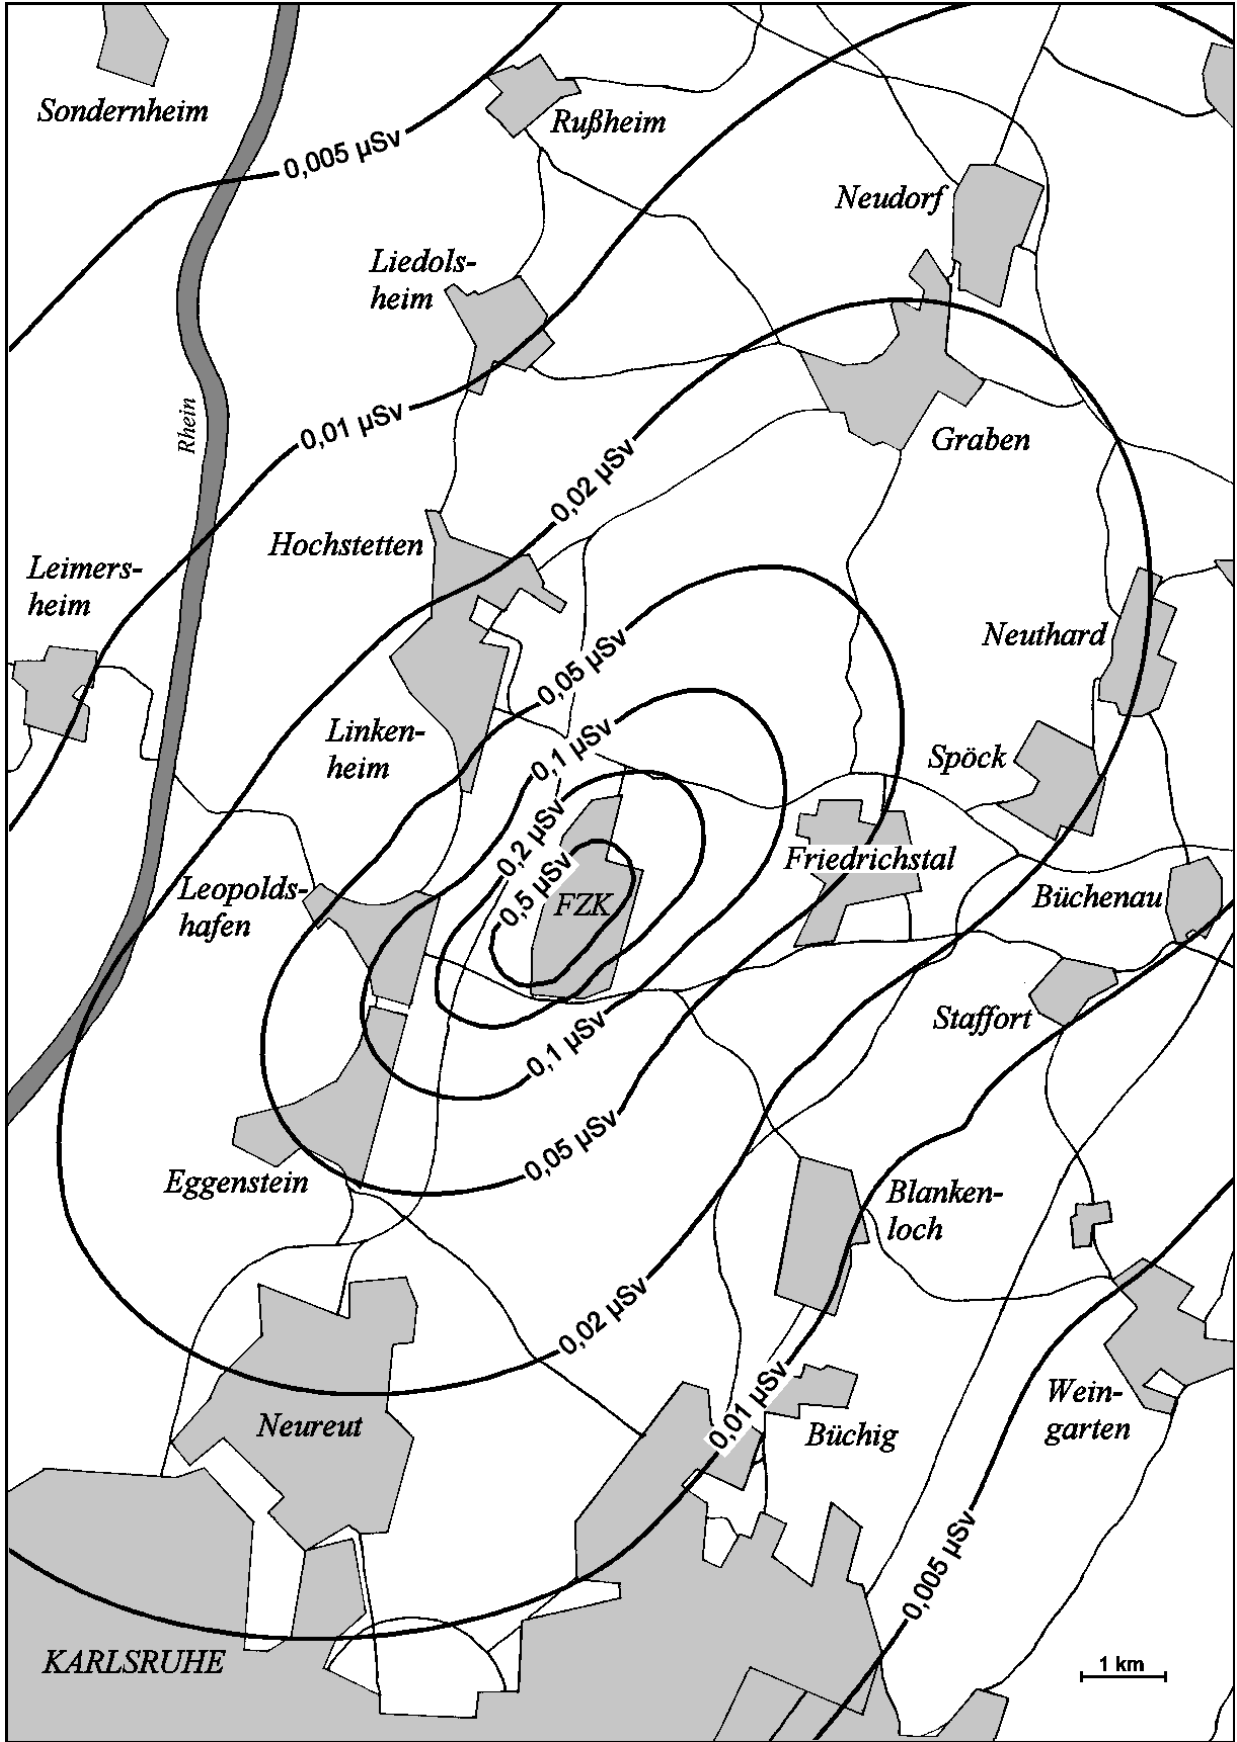 Sondernheim
Rußheim
0,005 µSv
Neudorf
Liedols-
heim
Rhein
0,01 µSv
Graben
0,02 µSv
Hochstetten
Leimers-
heim
Neuthard
0,05 µSv
Linken-
heim
0,1 µSv
Spöck
0,2 µSv
Friedrichstal
0,5 µSv
FZK
Leopolds-
hafen
Büchenau
Staffort
0,1 µSv
0,05 µSv
Eggenstein
Blanken-
loch
0,02 µSv
Neureut
0,01 µSv
Büchig
Wein-
garten
0,005 µSv
KARLSRUHE
1 km